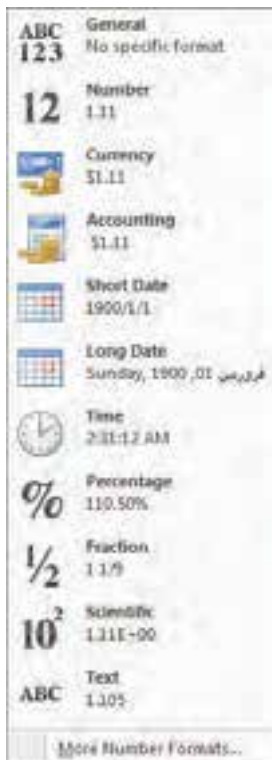 ABC
123
General
No specific format
12
Number
1.11
Currency
$1.11
Accounting
$1.11
Short Date
1900/1/1
Long Date
Sunday, 1900 ,01
Time
2:31:12 AM
%
Percentage
110.50%
½
Fraction
1 1/9
10²
Scientific
1.11E+00
ABC
Text
1.105
More Number Formats...